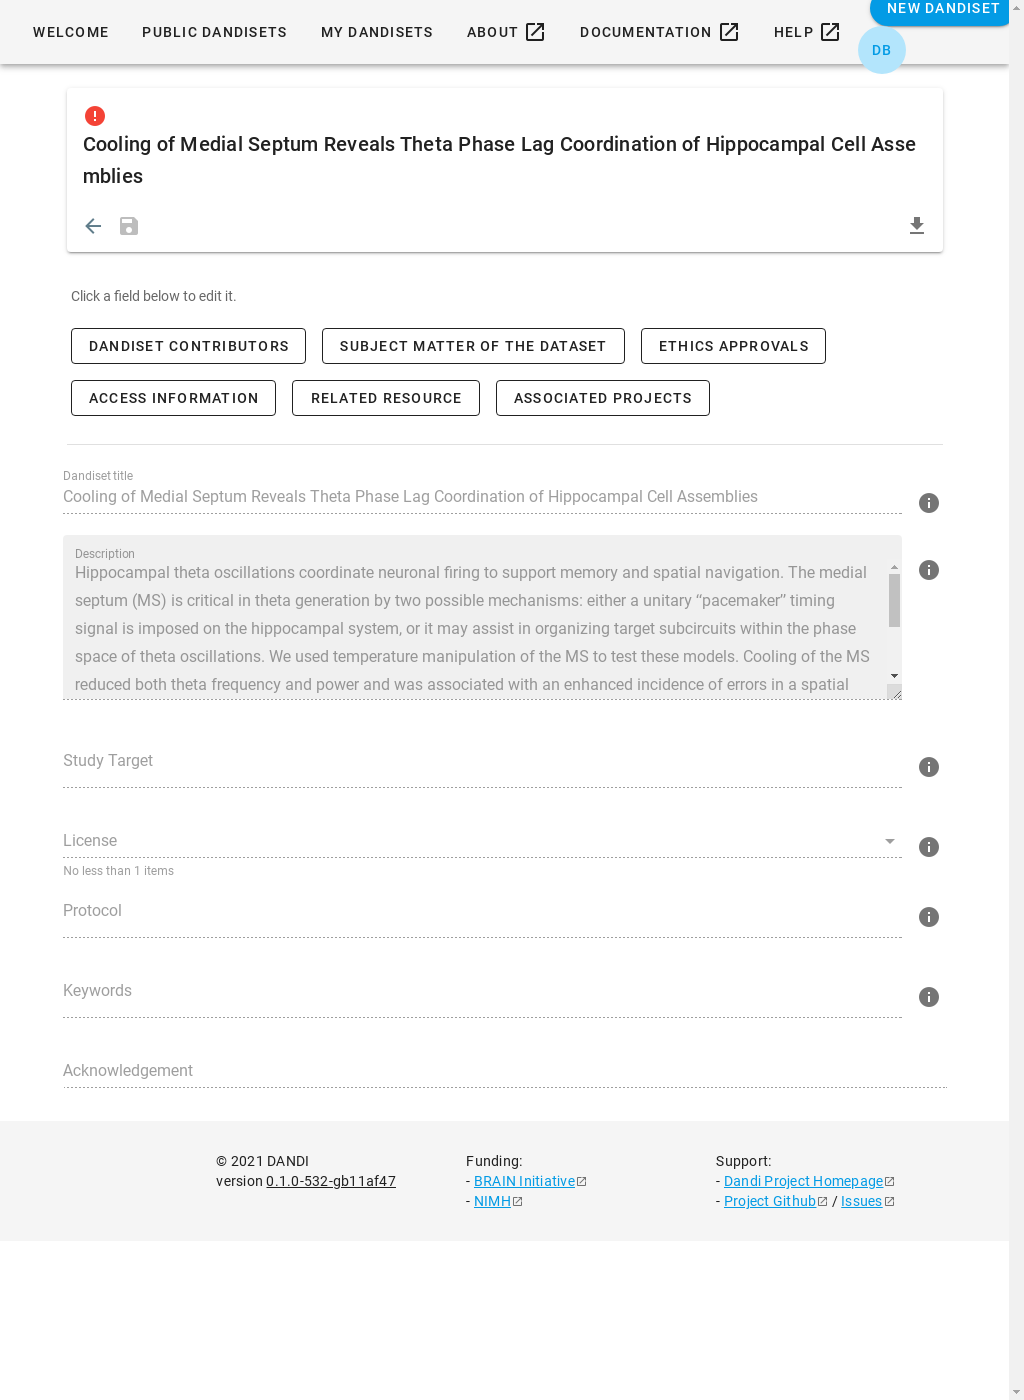 WELCOME PUBLIC DANDISETS MY DANDISETS ABOUT DOCUMENTATION HELP NEW DANDISET
DB
Cooling of Medial Septum Reveals Theta Phase Lag Coordination of Hippocampal Cell Asse
mblies
Click a field below to edit it.
DANDISET CONTRIBUTORS SUBJECT MATTER OF THE DATASET ETHICS APPROVALS
ACCESS INFORMATION RELATED RESOURCE ASSOCIATED PROJECTS
Dandiset title
Cooling of Medial Septum Reveals Theta Phase Lag Coordination of Hippocampal Cell Assemblies
Description
Hippocampal theta oscillations coordinate neuronal firing to support memory and spatial navigation. The medial
septum (MS) is critical in theta generation by two possible mechanisms: either a unitary “pacemaker” timing
signal is imposed on the hippocampal system, or it may assist in organizing target subcircuits within the phase
space of theta oscillations. We used temperature manipulation of the MS to test these models. Cooling of the MS
reduced both theta frequency and power and was associated with an enhanced incidence of errors in a spatial
Study Target
License
No less than 1 items
Protocol
Keywords
Acknowledgement
© 2021 DANDI
version 0.1.0-532-gb11af47
Funding:
- BRAIN Initiative
- NIMH
Support:
- Dandi Project Homepage
- Project Github / Issues